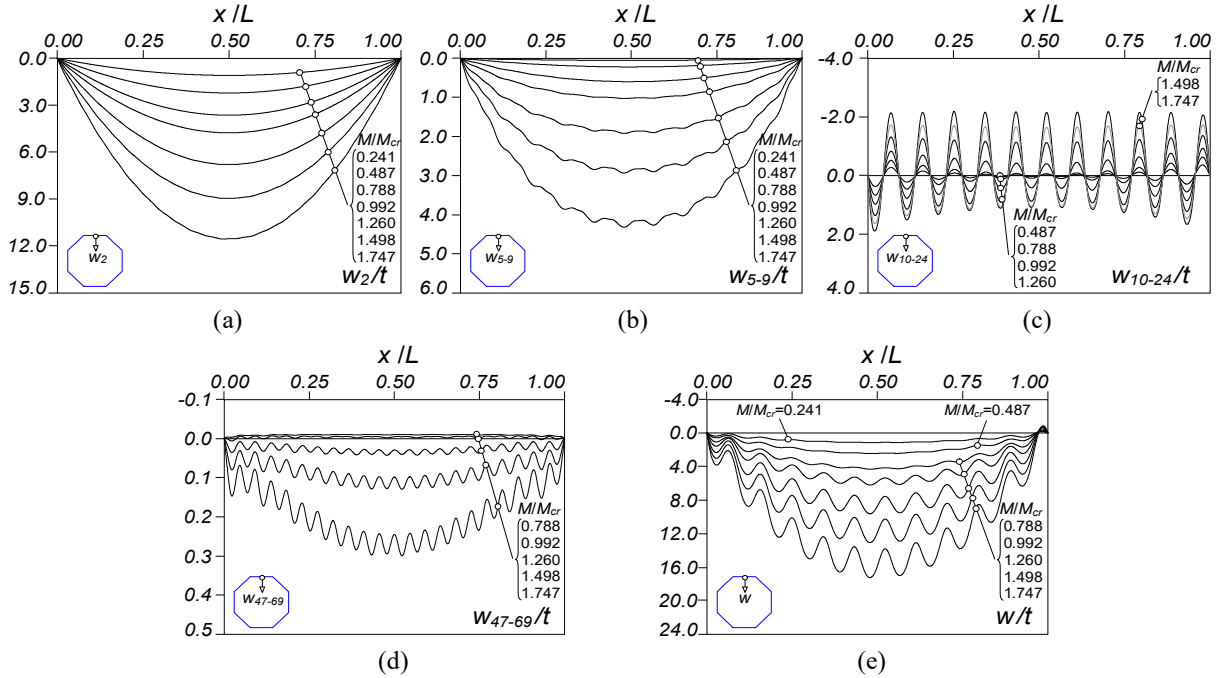 x /L
0.00 0.25 0.50 0.75 1.00
0.0
3.0
6.0
9.0
12.0
15.0
M/Mcr
0.241
0.487
0.788
0.992
1.260
1.498
1.747
w2
w2/t
(a)
x /L
0.00 0.25 0.50 0.75 1.00
0.0
1.0
2.0
3.0
4.0
5.0
6.0
M/Mcr
0.241
0.487
0.788
0.992
1.260
1.498
1.747
w5-9
w5-9/t
(b)
x /L
0.00 0.25 0.50 0.75 1.00
-4.0
-2.0
0.0
2.0
4.0
M/Mcr
1.498
1.747
M/Mcr
0.487
0.788
0.992
1.260
w10-24
w10-24/t
(c)
x /L
0.00 0.25 0.50 0.75 1.00
-0.1
0.0
0.1
0.2
0.3
0.4
0.5
M/Mcr
0.788
0.992
1.260
1.498
1.747
w47-69
w47-69/t
(d)
x /L
0.00 0.25 0.50 0.75 1.00
-4.0
0.0
4.0
8.0
12.0
16.0
20.0
24.0
M/Mcr=0.241
M/Mcr=0.487
M/Mcr
0.788
0.992
1.260
1.498
1.747
w
w/t
(e)